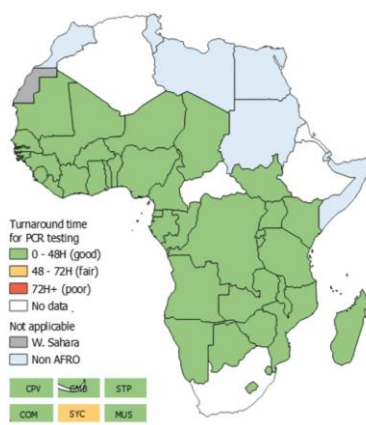 Turnaround time
for PCR testing
0 - 48H (good)
48 - 72H (fair)
72H+ (poor)
No data
Not applicable
W. Sahara
Non AFRO
CPV GMB STP
COM SYC MUS